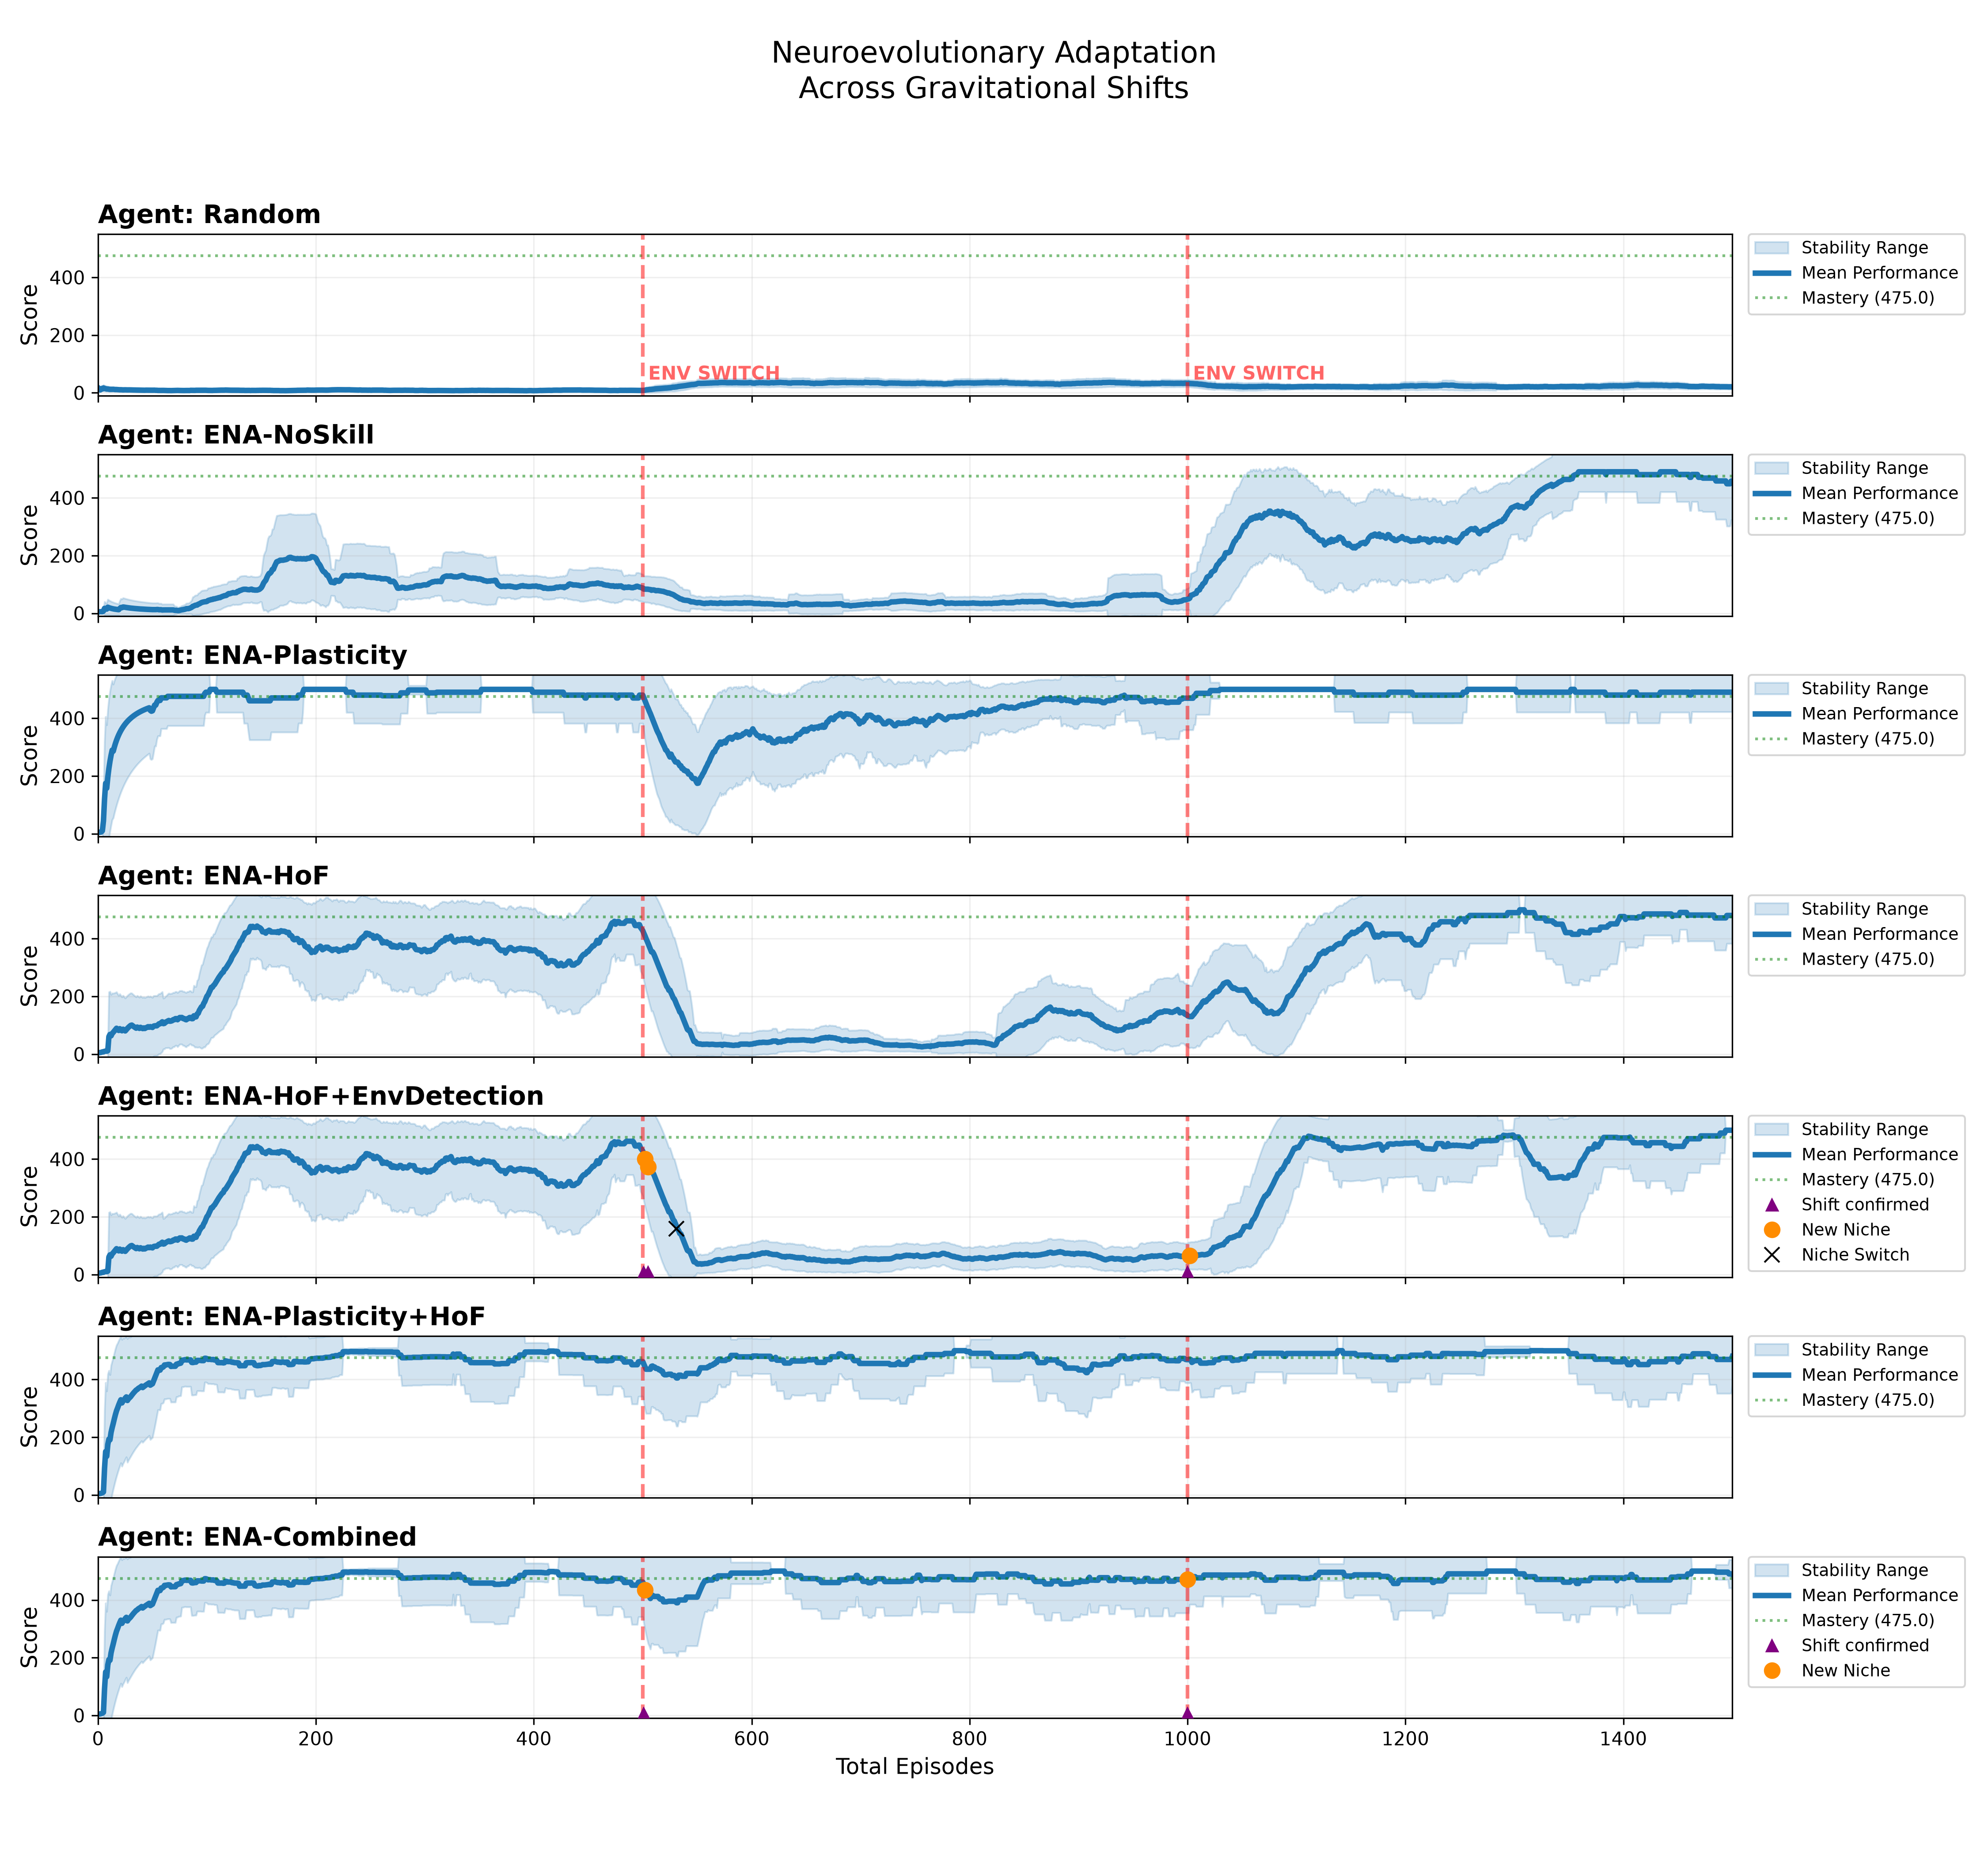 Neuroevolutionary Adaptation
Across Gravitational Shifts
Agent: Random
Score
400
200
0
ENV SWITCH
ENV SWITCH
Stability Range
Mean Performance
Mastery (475.0)
Agent: ENA-NoSkill
Score
400
200
0
Stability Range
Mean Performance
Mastery (475.0)
Agent: ENA-Plasticity
Score
400
200
0
Stability Range
Mean Performance
Mastery (475.0)
Agent: ENA-HoF
Score
400
200
0
Stability Range
Mean Performance
Mastery (475.0)
Agent: ENA-HoF+EnvDetection
Score
400
200
0
Stability Range
Mean Performance
Mastery (475.0)
Shift confirmed
New Niche
Niche Switch
Agent: ENA-Plasticity+HoF
Score
400
200
0
Stability Range
Mean Performance
Mastery (475.0)
Agent: ENA-Combined
Score
400
200
0
Stability Range
Mean Performance
Mastery (475.0)
Shift confirmed
New Niche
0 200 400 600 800 1000 1200 1400
Total Episodes